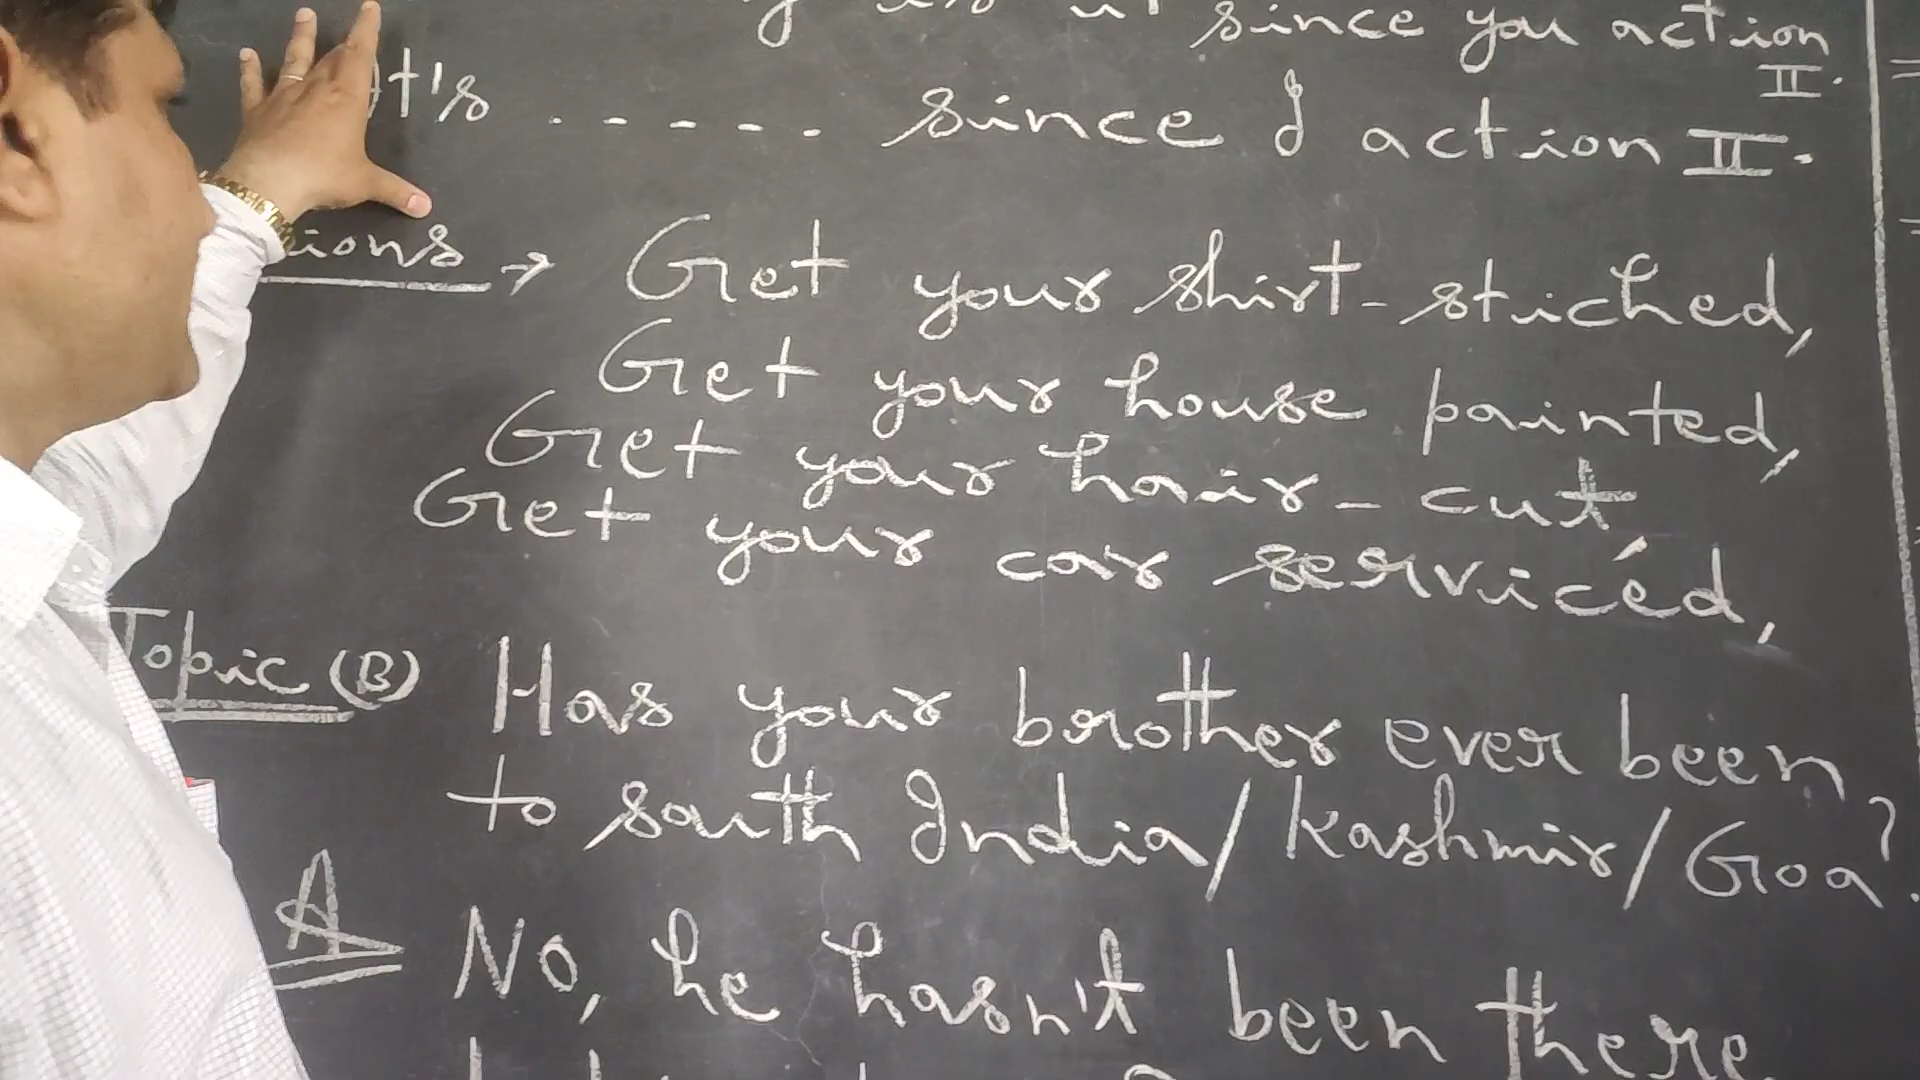 since you action II.
It's ..... since I action II.
ions → Get your shirt-stiched,
Get your house painted,
Get your hair-cut
Get your car serviced,
Topic (B) Has your brother ever been
to south India/Kashmir/Goa?
A No, he hasn't been there